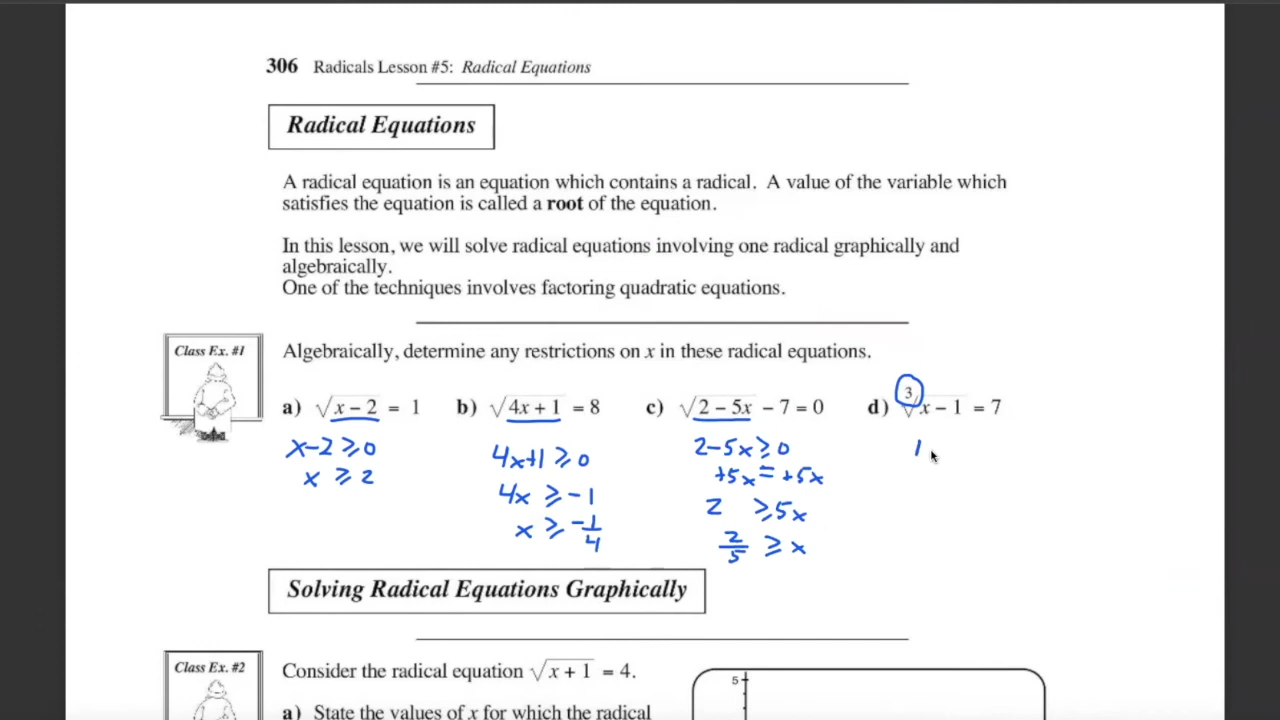 306 Radicals Lesson #5: Radical Equations
Radical Equations
A radical equation is an equation which contains a radical. A value of the variable which
satisfies the equation is called a root of the equation.
In this lesson, we will solve radical equations involving one radical graphically and
algebraically.
One of the techniques involves factoring quadratic equations.
Class Ex. #1
Algebraically, determine any restrictions on x in these radical equations.
a) √x − 2 = 1 b) √4x + 1 = 8 c) √2 − 5x − 7 = 0 d) ∛x − 1 = 7
x−2 ≥ 0
x ≥ 2
4x+1 ≥ 0
4x ≥ −1
x ≥ −1/4
2−5x ≥ 0
+5x = +5x
2 ≥ 5x
2/5 ≥ x
1
Solving Radical Equations Graphically
Class Ex. #2
Consider the radical equation √x + 1 = 4.
a) State the values of x for which the radical
5